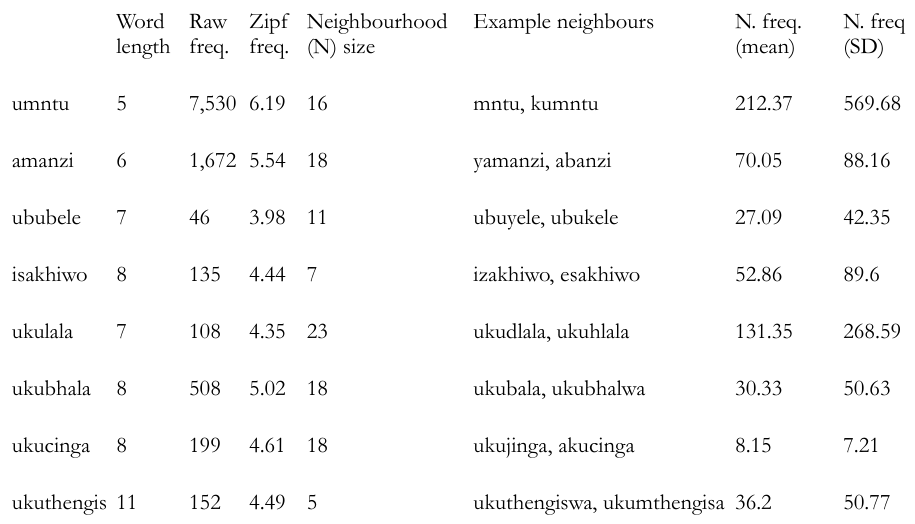 Word length Raw freq. Zipf freq. Neighbourhood (N) size Example neighbours N. freq. (mean) N. freq (SD)
umntu 5 7,530 6.19 16 mntu, kumntu 212.37 569.68
amanzi 6 1,672 5.54 18 yamanzi, abanzi 70.05 88.16
ububele 7 46 3.98 11 ubuyele, ubukele 27.09 42.35
isakhiwo 8 135 4.44 7 izakhiwo, esakhiwo 52.86 89.6
ukulala 7 108 4.35 23 ukudlala, ukuhlala 131.35 268.59
ukubhala 8 508 5.02 18 ukubala, ukubhalwa 30.33 50.63
ukucinga 8 199 4.61 18 ukujinga, akucinga 8.15 7.21
ukuthengis 11 152 4.49 5 ukuthengiswa, ukumthengisa 36.2 50.77